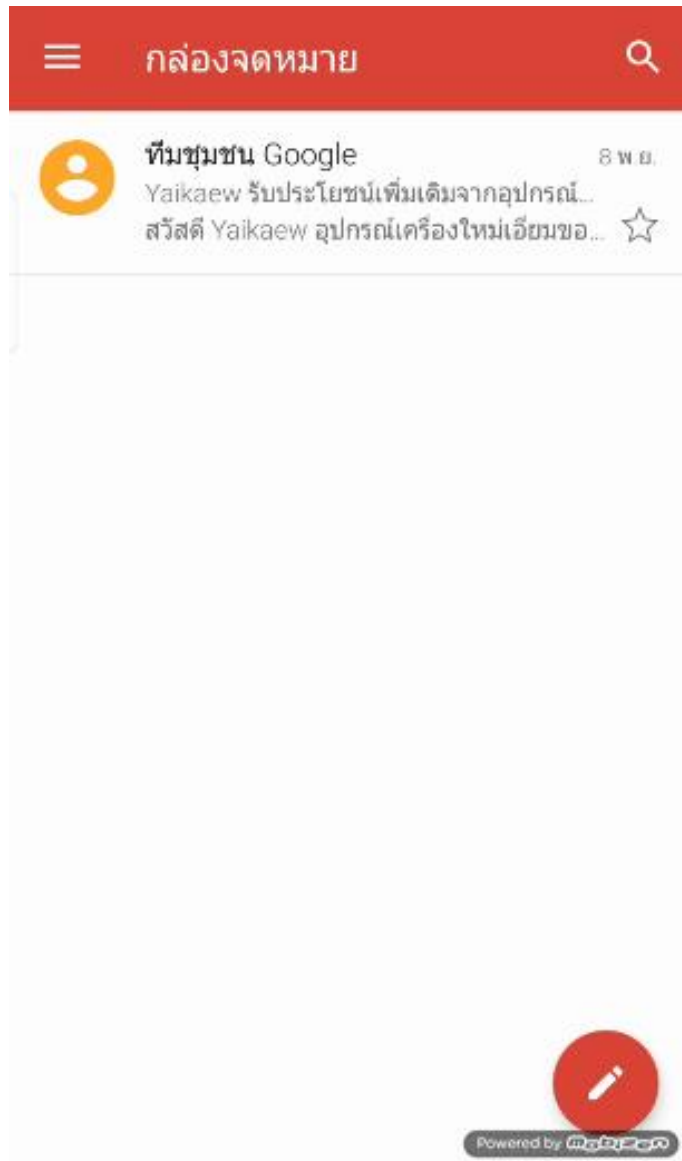 กล่องจดหมาย
ทีมชุมชน Google
8 พ.ย.
Yaikaew รับประโยชน์เพิ่มเติมจากอุปกรณ์...
สวัสดี Yaikaew อุปกรณ์เครื่องใหม่เอี่ยมขอ...
Powered by